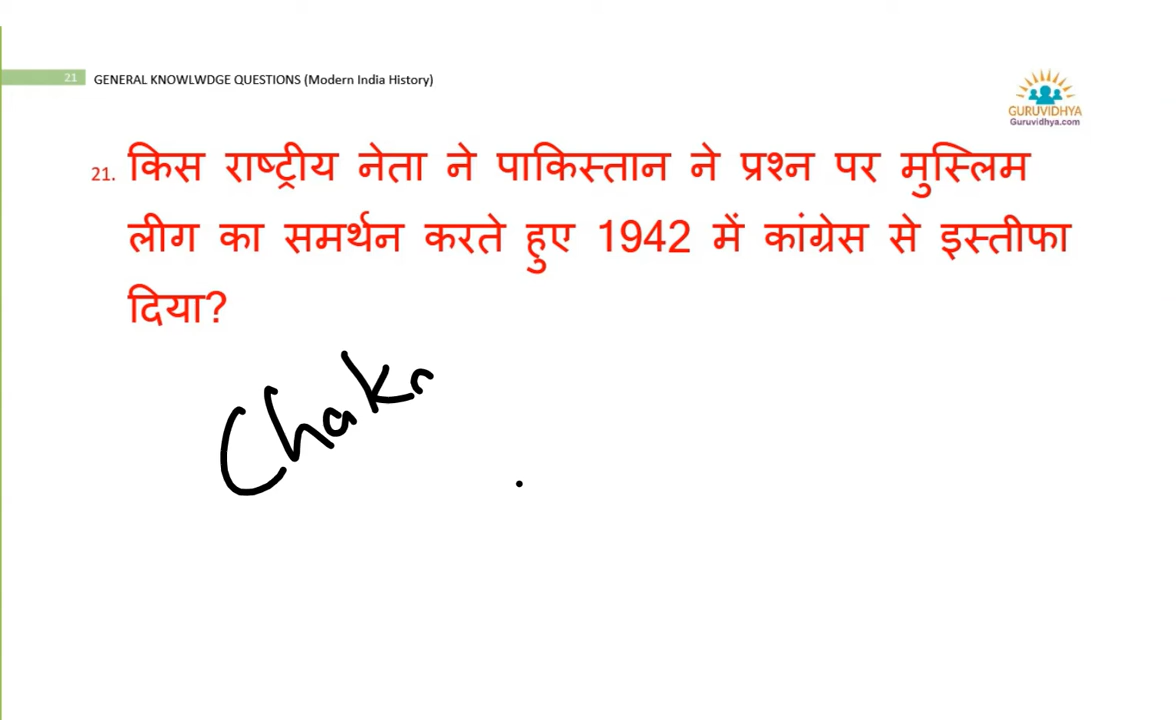 21 GENERAL KNOWLWDGE QUESTIONS (Modern India History)
GURUVIDHYA
Guruvidhya.com
21. किस राष्ट्रीय नेता ने पाकिस्तान ने प्रश्न पर मुस्लिम
लीग का समर्थन करते हुए 1942 में कांग्रेस से इस्तीफा
दिया?
Chakr